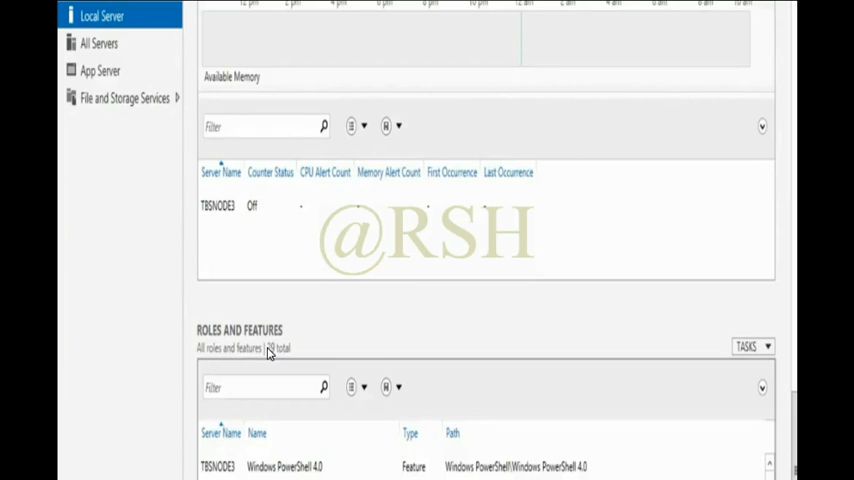 Local Server
All Servers
App Server
File and Storage Services
Available Memory
Filter
Server Name Counter Status CPU Alert Count Memory Alert Count First Occurrence Last Occurrence
TBSNODE3 Off - - - -
@RSH
ROLES AND FEATURES
All roles and features | 39 total
TASKS
Filter
Server Name Name Type Path
TBSNODE3 Windows PowerShell 4.0 Feature Windows PowerShell\Windows PowerShell 4.0